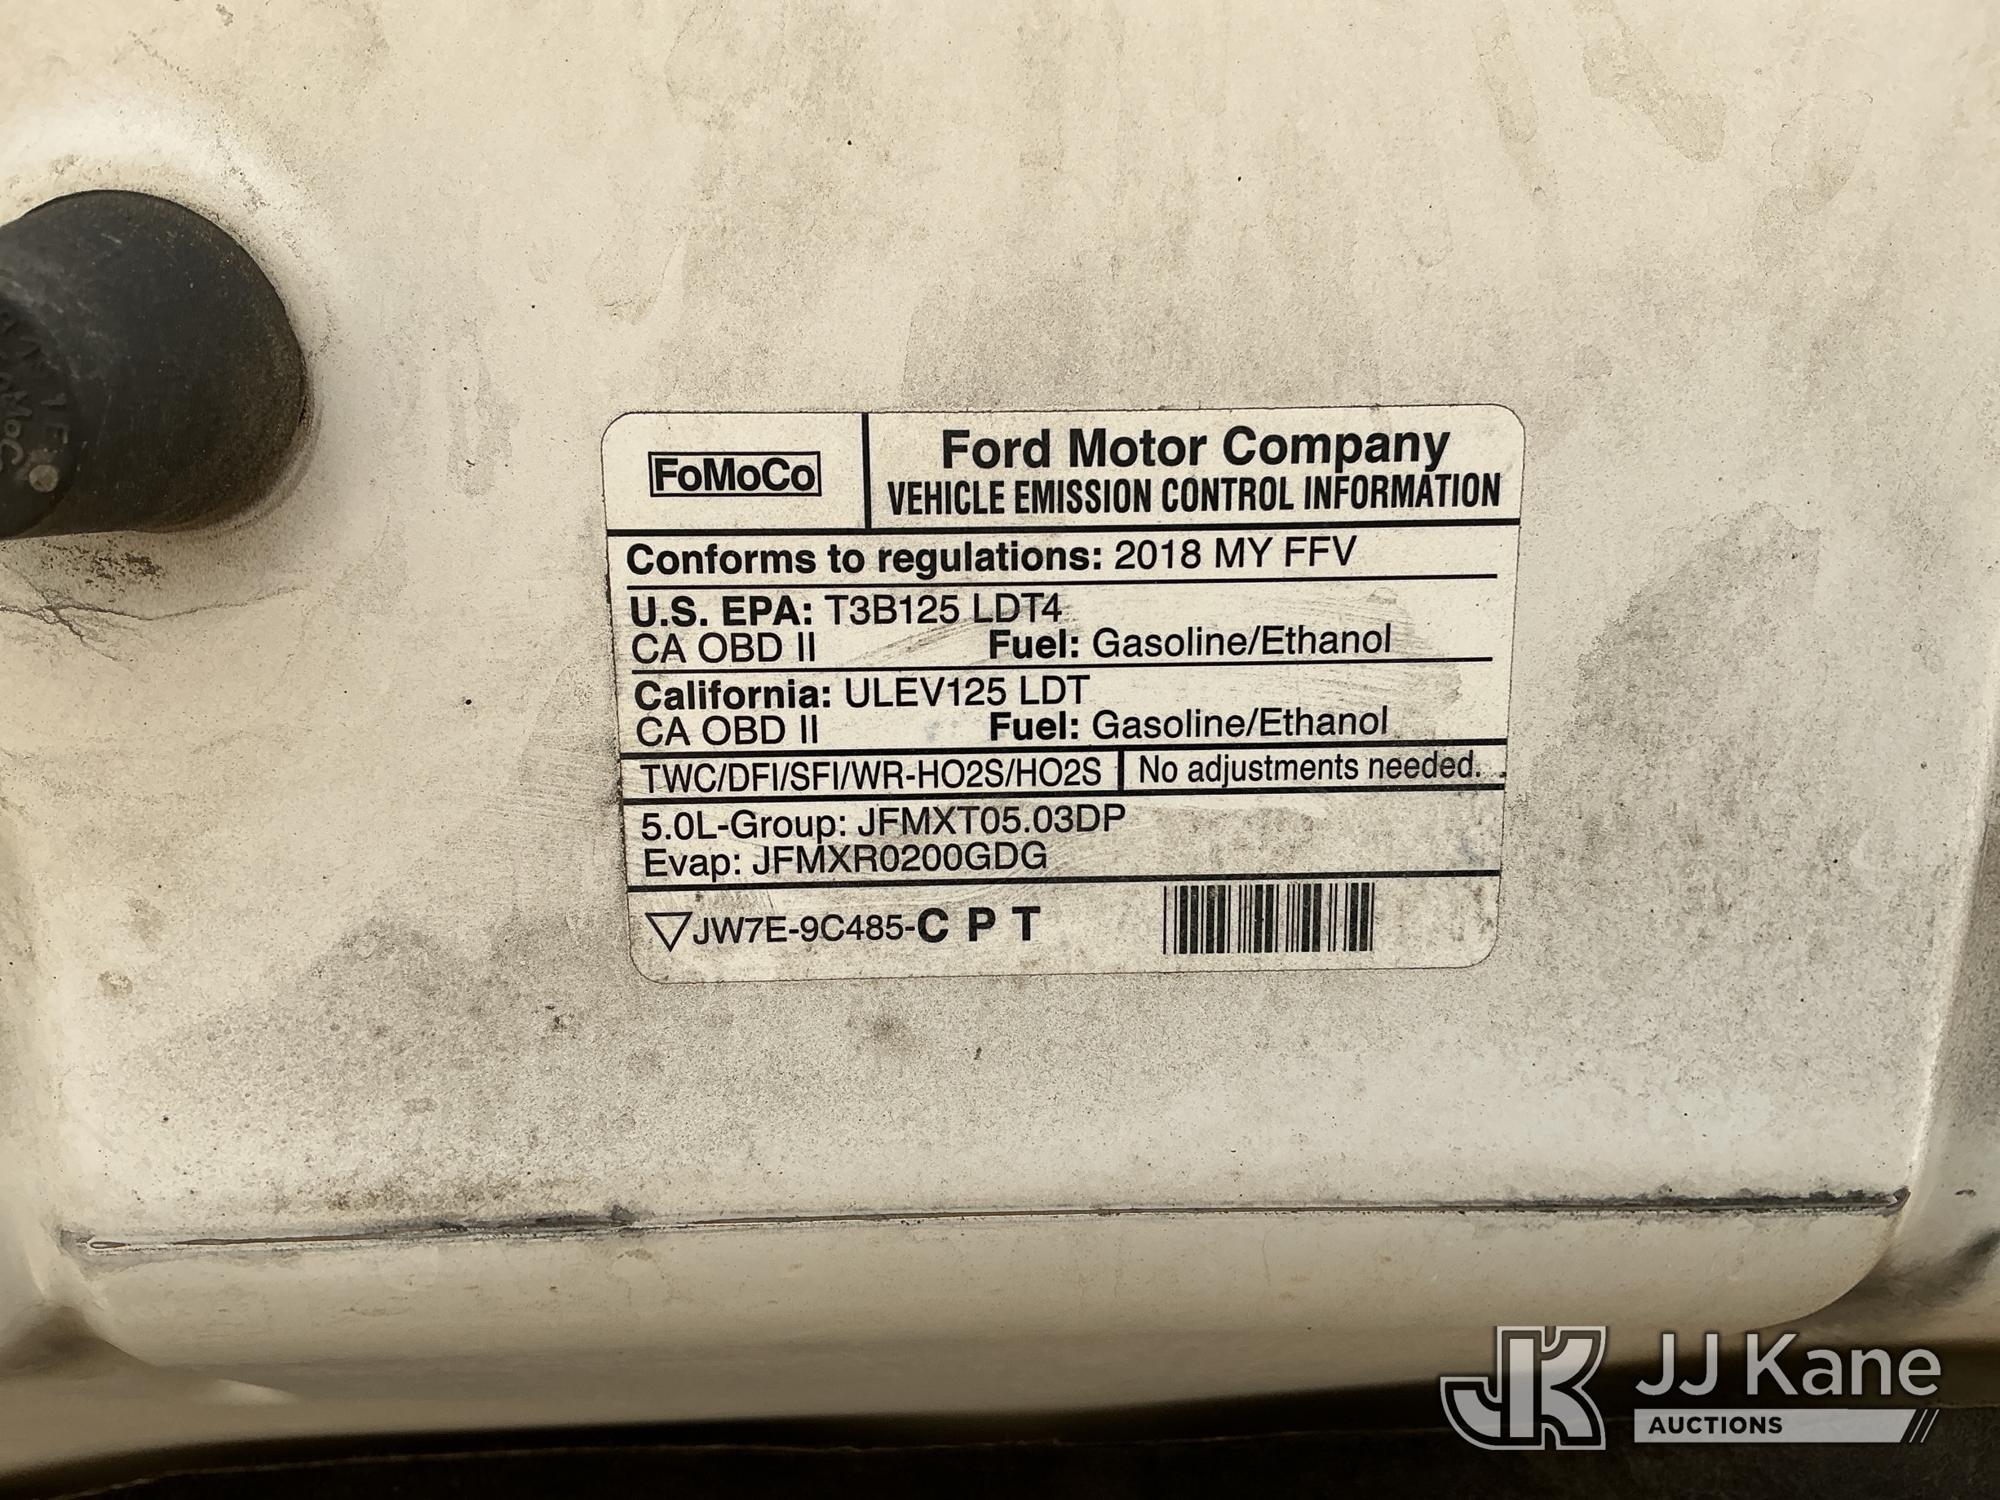 FoMoCo
Ford Motor Company
VEHICLE EMISSION CONTROL INFORMATION
Conforms to regulations: 2018 MY FFV
U.S. EPA: T3B125 LDT4
CA OBD II Fuel: Gasoline/Ethanol
California: ULEV125 LDT
CA OBD II Fuel: Gasoline/Ethanol
TWC/DFI/SFI/WR-HO2S/HO2S No adjustments needed.
5.0L-Group: JFMXT05.03DP
Evap: JFMXR0200GDG
JW7E-9C485-C P T
JK JJ Kane
AUCTIONS